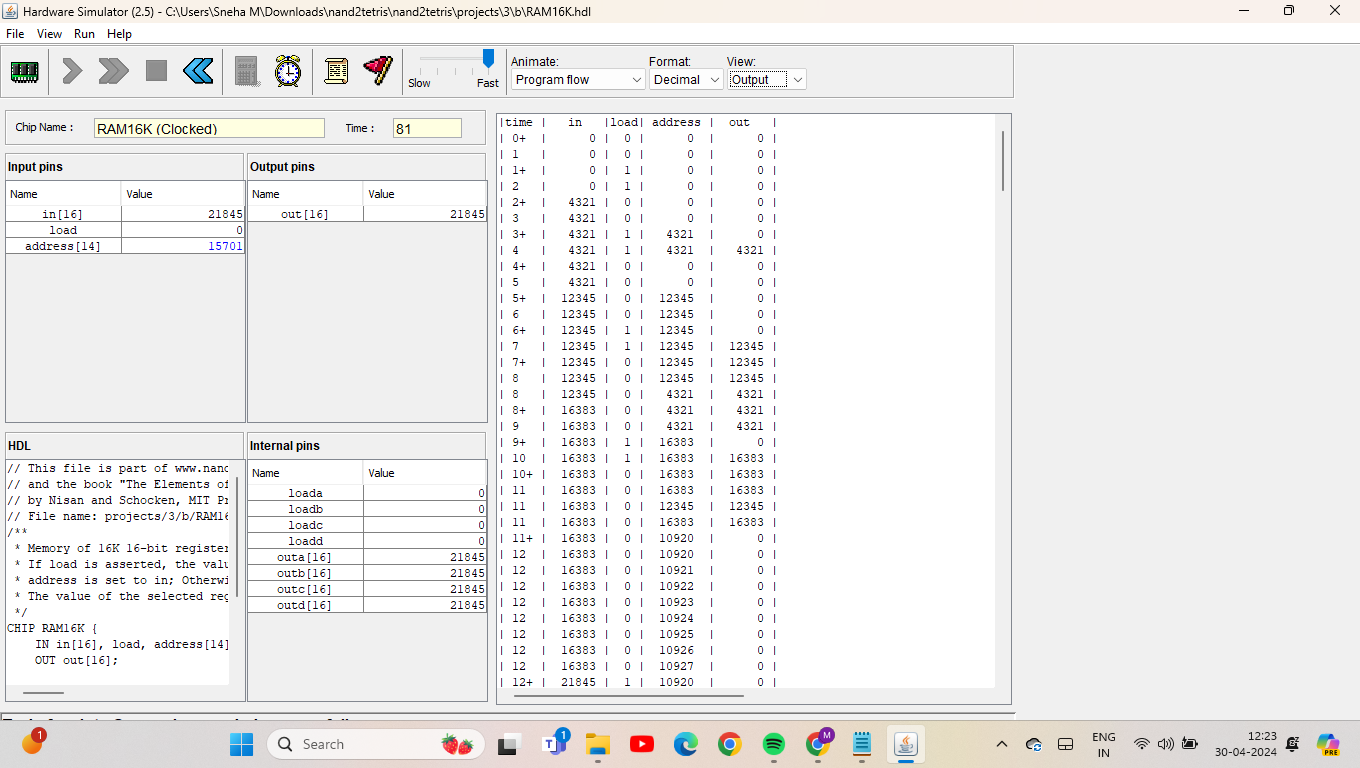 Hardware Simulator (2.5) - C:\Users\Sneha M\Downloads\nand2tetris\nand2tetris\projects\3\b\RAM16K.hdl
File View Run Help
Animate: Format: View:
Slow Fast Program flow Decimal Output
Chip Name : RAM16K (Clocked) Time : 81
Input pins
Name Value
in[16] 21845
load 0
address[14] 15701
Output pins
Name Value
out[16] 21845
HDL
// This file is part of www.nand
// and the book "The Elements of
// by Nisan and Schocken, MIT Pr
// File name: projects/3/b/RAM16
/**
* Memory of 16K 16-bit register
* If load is asserted, the valu
* address is set to in; Otherwi
* The value of the selected reg
*/
CHIP RAM16K {
IN in[16], load, address[14]
OUT out[16];
Internal pins
Name Value
loada 0
loadb 0
loadc 0
loadd 0
outa[16] 21845
outb[16] 21845
outc[16] 21845
outd[16] 21845
|time | in |load| address | out |
| 0+ | 0 | 0 | 0 | 0 |
| 1 | 0 | 0 | 0 | 0 |
| 1+ | 0 | 1 | 0 | 0 |
| 2 | 0 | 1 | 0 | 0 |
| 2+ | 4321 | 0 | 0 | 0 |
| 3 | 4321 | 0 | 0 | 0 |
| 3+ | 4321 | 1 | 4321 | 0 |
| 4 | 4321 | 1 | 4321 | 4321 |
| 4+ | 4321 | 0 | 0 | 0 |
| 5 | 4321 | 0 | 0 | 0 |
| 5+ | 12345 | 0 | 12345 | 0 |
| 6 | 12345 | 0 | 12345 | 0 |
| 6+ | 12345 | 1 | 12345 | 0 |
| 7 | 12345 | 1 | 12345 | 12345 |
| 7+ | 12345 | 0 | 12345 | 12345 |
| 8 | 12345 | 0 | 12345 | 12345 |
| 8 | 12345 | 0 | 4321 | 4321 |
| 8+ | 16383 | 0 | 4321 | 4321 |
| 9 | 16383 | 0 | 4321 | 4321 |
| 9+ | 16383 | 1 | 16383 | 0 |
| 10 | 16383 | 1 | 16383 | 16383 |
| 10+ | 16383 | 0 | 16383 | 16383 |
| 11 | 16383 | 0 | 16383 | 16383 |
| 11 | 16383 | 0 | 12345 | 12345 |
| 11 | 16383 | 0 | 16383 | 16383 |
| 11+ | 16383 | 0 | 10920 | 0 |
| 12 | 16383 | 0 | 10920 | 0 |
| 12 | 16383 | 0 | 10921 | 0 |
| 12 | 16383 | 0 | 10922 | 0 |
| 12 | 16383 | 0 | 10923 | 0 |
| 12 | 16383 | 0 | 10924 | 0 |
| 12 | 16383 | 0 | 10925 | 0 |
| 12 | 16383 | 0 | 10926 | 0 |
| 12 | 16383 | 0 | 10927 | 0 |
| 12+ | 21845 | 1 | 10920 | 0 |
1
Search
1
M
ENG
IN
12:23
30-04-2024
PRE